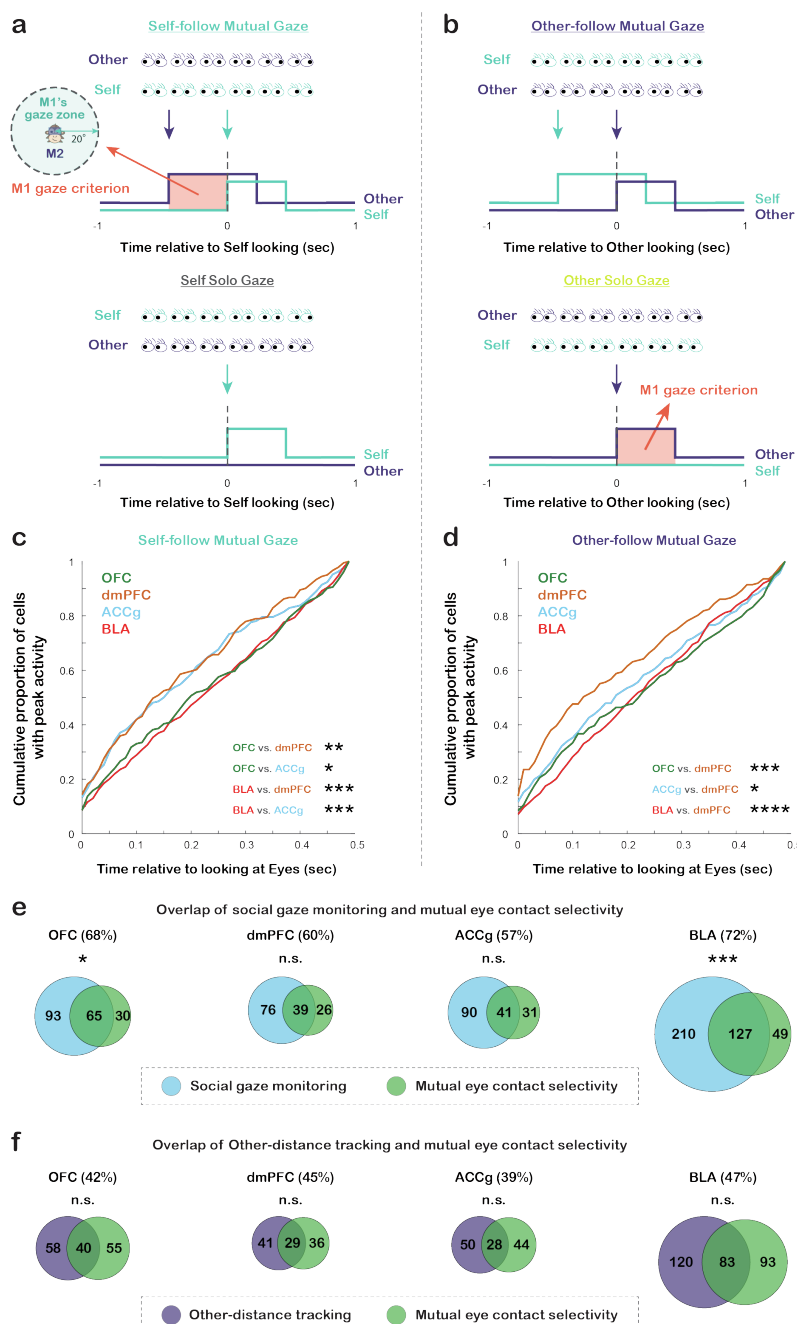 a
Self-follow Mutual Gaze
Other
Self
M1's
gaze zone
20°
M2
M1 gaze criterion
Other
Self
-1
0
1
Time relative to Self looking (sec)
Self Solo Gaze
Self
Other
Self
Other
-1
0
1
Time relative to Self looking (sec)
b
Other-follow Mutual Gaze
Self
Other
Self
Other
-1
0
1
Time relative to Other looking (sec)
Other Solo Gaze
Other
Self
M1 gaze criterion
Other
Self
-1
0
1
Time relative to Other looking (sec)
c
Self-follow Mutual Gaze
Cumulative proportion of cells
with peak activity
1
0.8
0.6
0.4
0.2
0
OFC
dmPFC
ACCg
BLA
OFC vs. dmPFC **
OFC vs. ACCg *
BLA vs. dmPFC ***
BLA vs. ACCg ***
0 0.1 0.2 0.3 0.4 0.5
Time relative to looking at Eyes (sec)
d
Other-follow Mutual Gaze
Cumulative proportion of cells
with peak activity
1
0.8
0.6
0.4
0.2
0
OFC
dmPFC
ACCg
BLA
OFC vs. dmPFC ***
ACCg vs. dmPFC *
BLA vs. dmPFC ****
0 0.1 0.2 0.3 0.4 0.5
Time relative to looking at Eyes (sec)
e
Overlap of social gaze monitoring and mutual eye contact selectivity
OFC (68%) dmPFC (60%) ACCg (57%) BLA (72%)
* n.s. n.s. ***
93 65 30 76 39 26 90 41 31 210 127 49
Social gaze monitoring Mutual eye contact selectivity
f
Overlap of Other-distance tracking and mutual eye contact selectivity
OFC (42%) dmPFC (45%) ACCg (39%) BLA (47%)
n.s. n.s. n.s. n.s.
58 40 55 41 29 36 50 28 44 120 83 93
Other-distance tracking Mutual eye contact selectivity